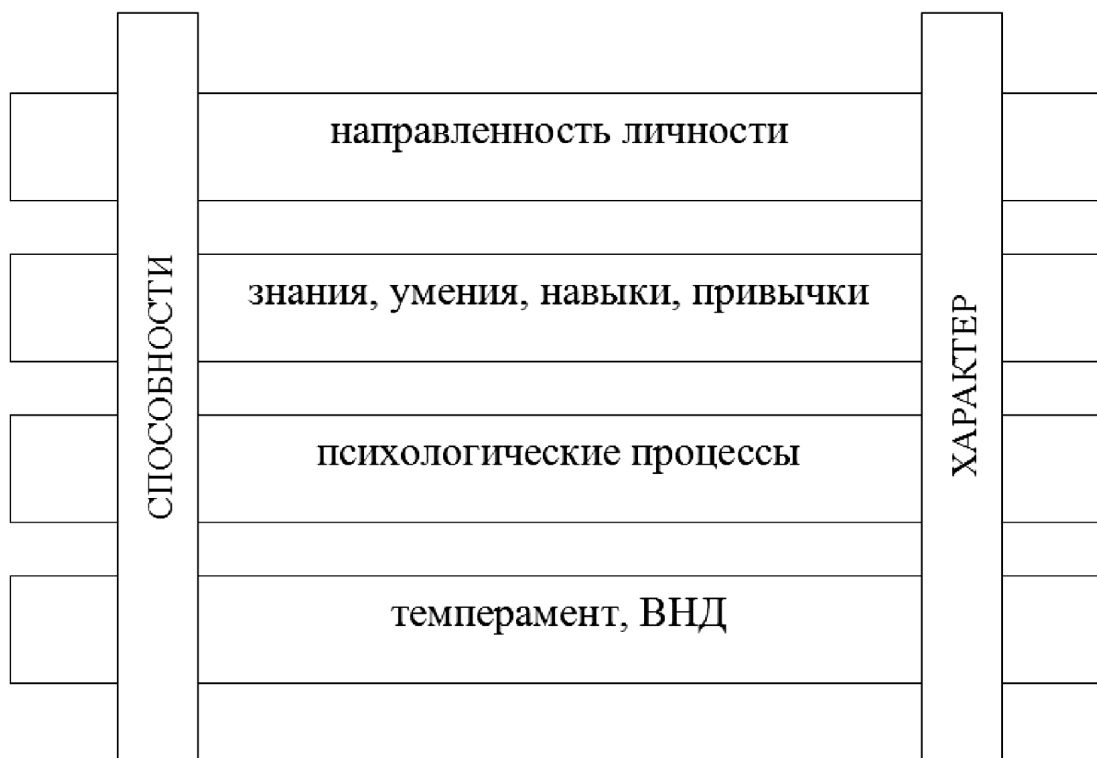 направленность личности
знания, умения, навыки, привычки
психологические процессы
темперамент, ВНД
СПОСОБНОСТИ
ХАРАКТЕР